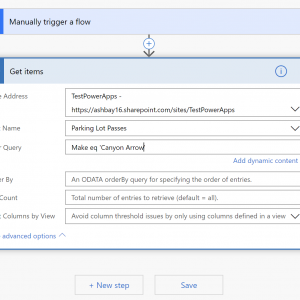 Manually trigger a flow
Get items
e Address
TestPowerApps -
https://ashbay16.sharepoint.com/sites/TestPowerApps
Name
Parking Lot Passes
r Query
Make eq 'Canyon Arrow
Add dynamic content
er By
An ODATA orderBy query for specifying the order of entries.
Count
Total number of entries to retrieve (default = all).
t Columns by View
Avoid column threshold issues by only using columns defined in a view
advanced options
+ New step
Save